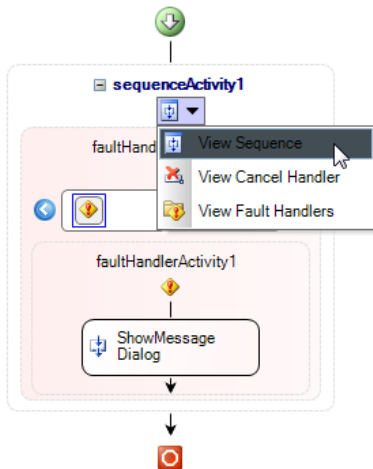 sequenceActivity1
faultHand
View Sequence
View Cancel Handler
View Fault Handlers
faultHandlerActivity1
ShowMessage
Dialog